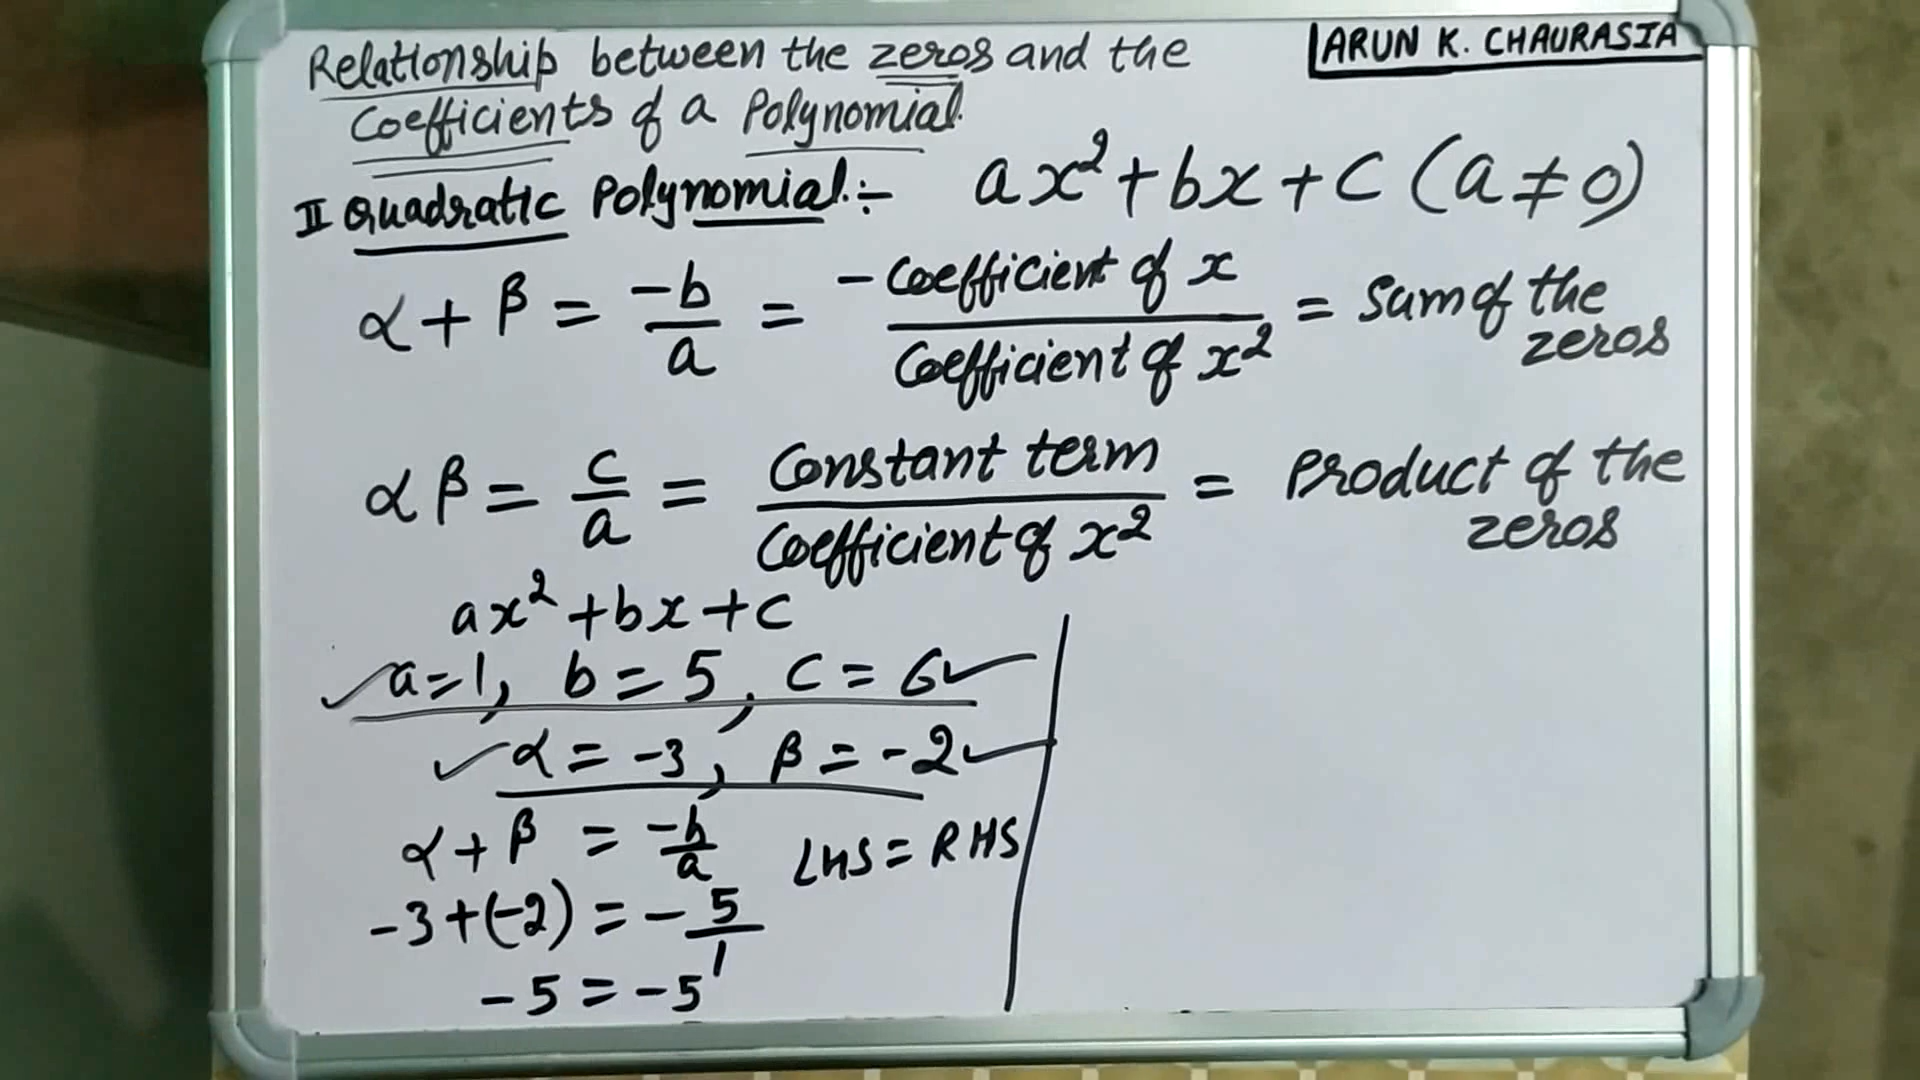 Relationship between the zeros and the
ARUN K. CHAURASIA
Coefficients of a Polynomial.
II Quadratic Polynomial :- ax² + bx + c (a ≠ 0)
α + β = -b/a = - Coefficient of x / Coefficient of x² = Sum of the zeros
αβ = c/a = Constant term / Coefficient of x² = Product of the zeros
ax² + bx + c
✓ a = 1, b = 5, c = 6 ✓
✓ α = -3, β = -2 ✓
α + β = -b/a LHS = RHS
-3 + (-2) = - 5/1
-5 = -5